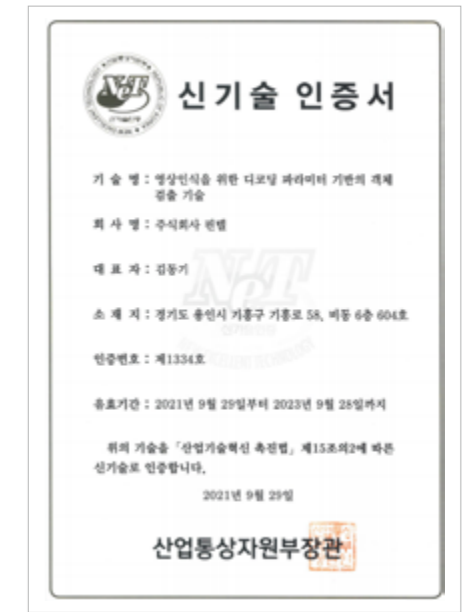 신기술 인증서
기 술 명 : 영상인식을 위한 디코딩 파라미터 기반의 객체
검출 기술
회 사 명 : 주식회사 핀텔
대 표 자 : 김동기
소 재 지 : 경기도 용인시 기흥구 기흥로 58, 비동 6층 604호
인증번호 : 제1334호
유효기간 : 2021년 9월 29일부터 2023년 9월 28일까지
위의 기술을 「산업기술혁신 촉진법」 제15조의2에 따른
신기술로 인증합니다.
2021년 9월 29일
산업통상자원부장관
NeT